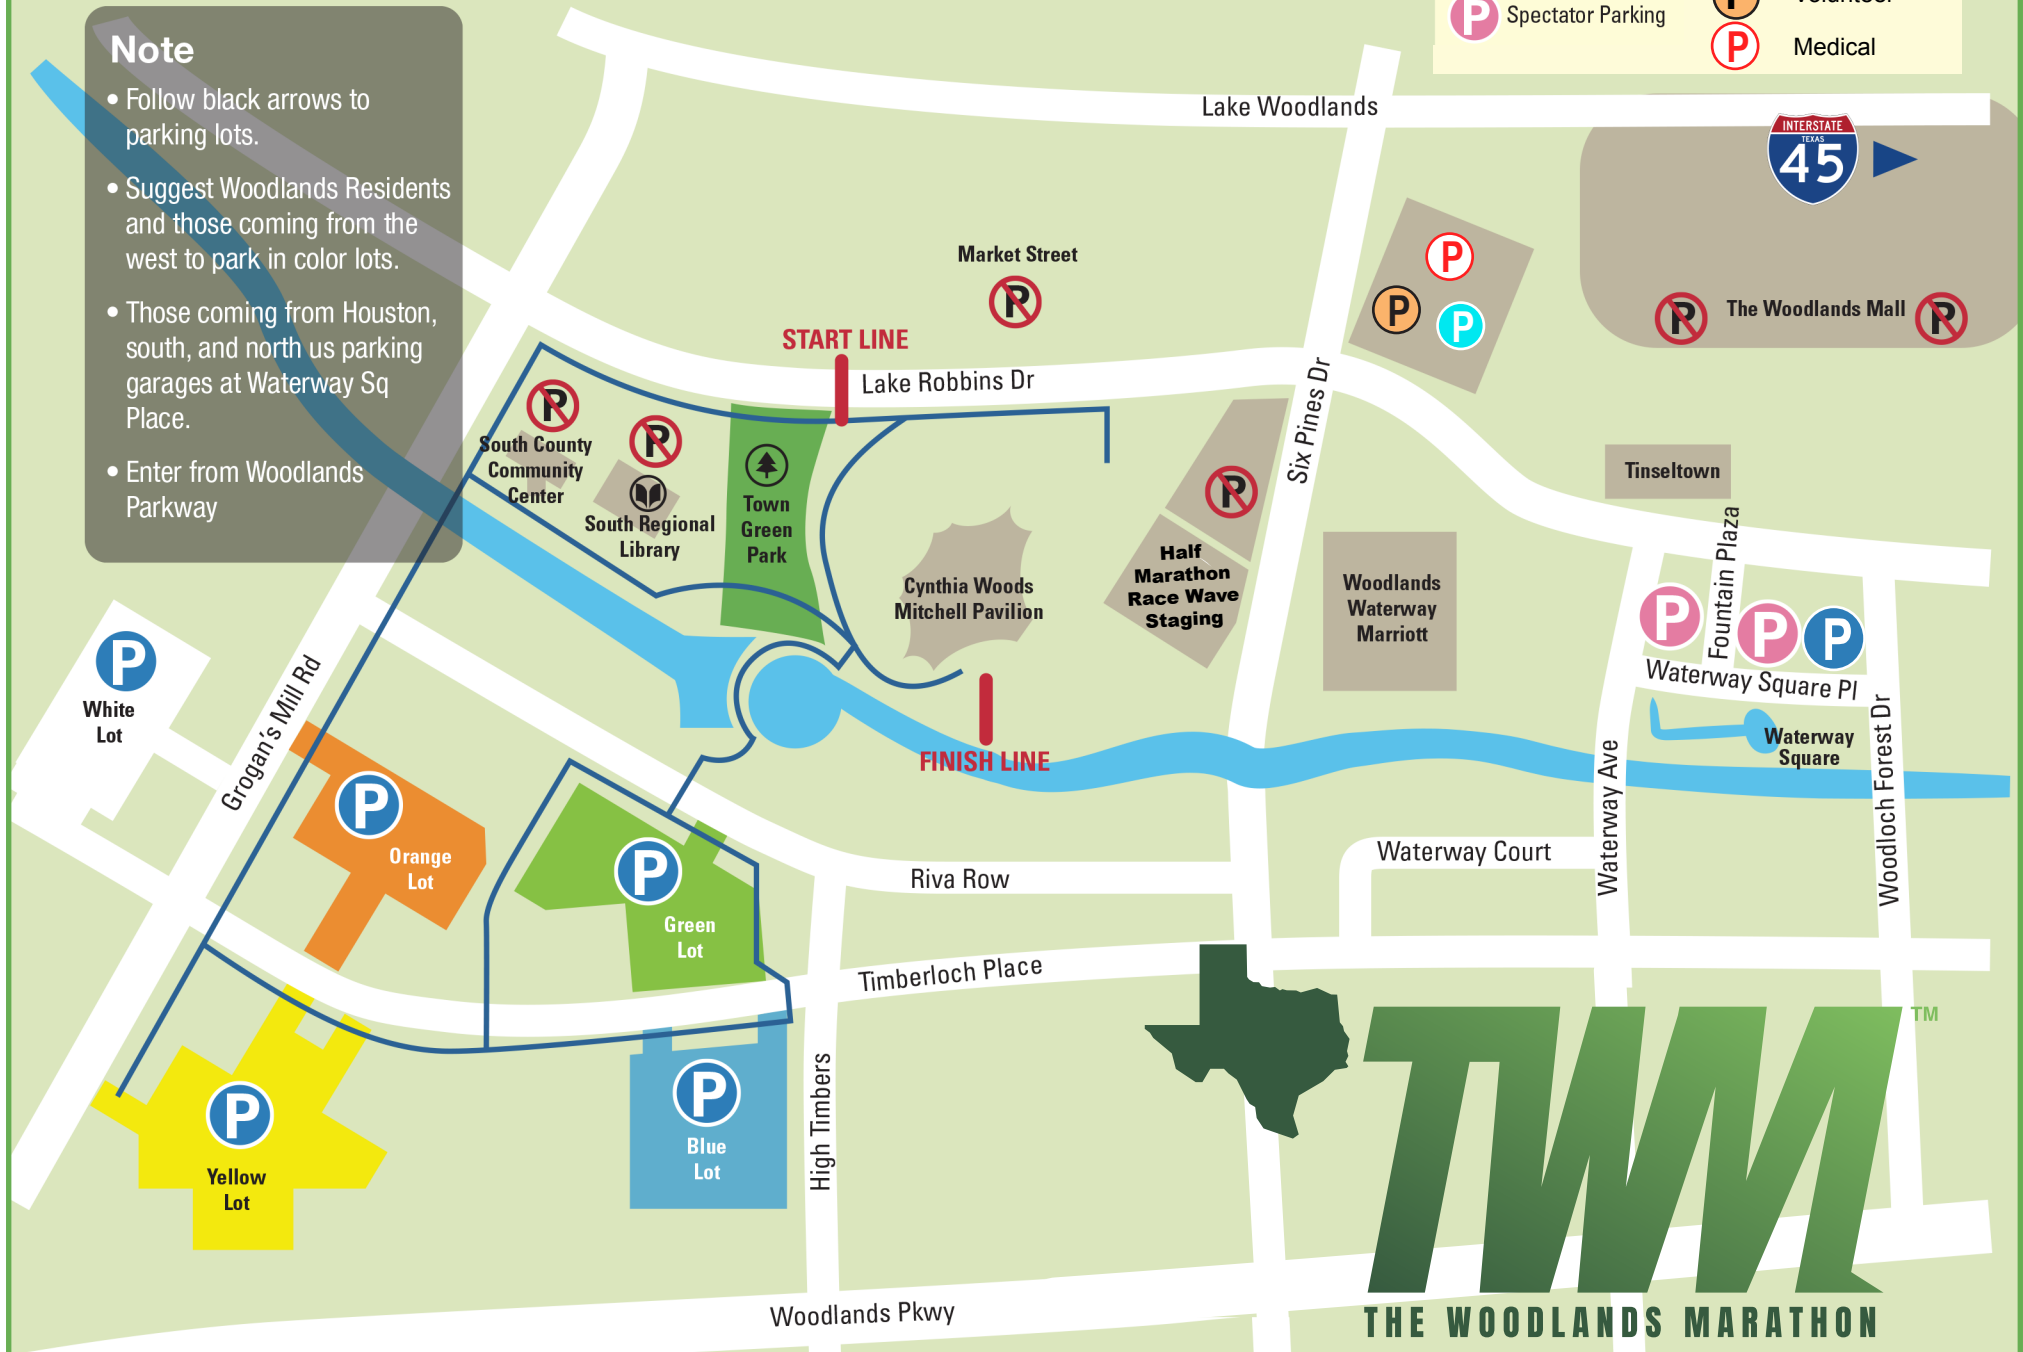 Note
• Follow black arrows to
parking lots.
• Suggest Woodlands Residents
and those coming from the
west to park in color lots.
• Those coming from Houston,
south, and north us parking
garages at Waterway Sq
Place.
• Enter from Woodlands
Parkway
P Spectator Parking
P Volunteer
P Medical
Lake Woodlands
INTERSTATE
TEXAS
45
Market Street
P
P
P
P
P
The Woodlands Mall
P
START LINE
Lake Robbins Dr
Six Pines Dr
P
South County
Community
Center
P
South Regional
Library
Town
Green
Park
Cynthia Woods
Mitchell Pavilion
P
Half
Marathon
Race Wave
Staging
Woodlands
Waterway
Marriott
Tinseltown
Fountain Plaza
P
P
P
Waterway Square Pl
Waterway
Square
Woodloch Forest Dr
Waterway Ave
P
White
Lot
Grogan's Mill Rd
FINISH LINE
P
Orange
Lot
P
Green
Lot
Riva Row
Waterway Court
Timberloch Place
P
Yellow
Lot
P
Blue
Lot
High Timbers
Woodlands Pkwy
TWM
TM
THE WOODLANDS MARATHON